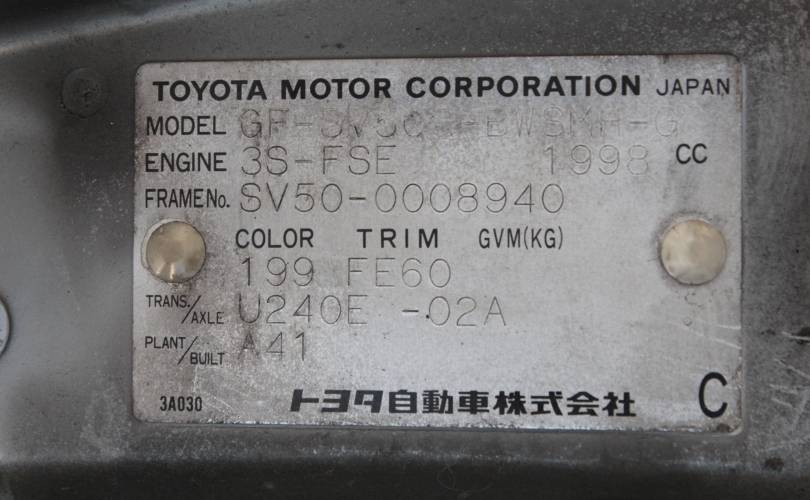 TOYOTA MOTOR CORPORATION JAPAN
MODEL
ENGINE 3S-FSE 1998 CC
FRAME No. SV50-0008940
COLOR TRIM GVM(KG)
199 FE60
TRANS./AXLE U240E -02A
PLANT/BUILT A41
3A030 トヨタ自動車株式会社 C